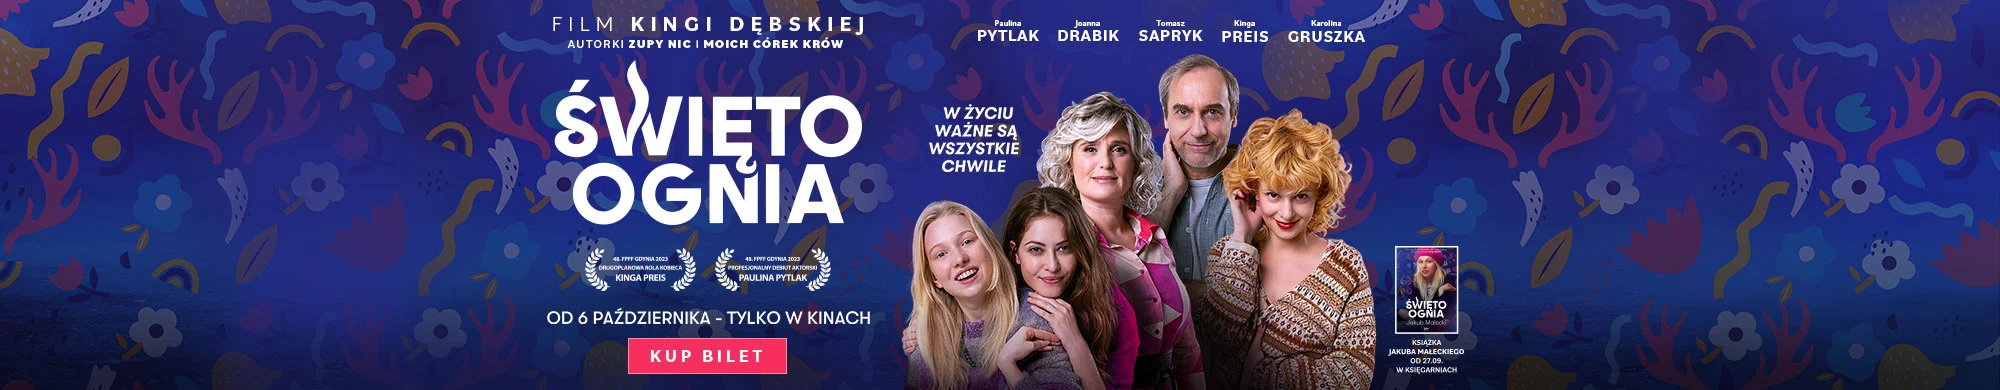 FILM KINGI DĘBSKIEJ
AUTORKI ZUPY NIC I MOICH CÓREK KRÓW
ŚWIĘTO
OGNIA
48. FPFF GDYNIA 2023
DRUGOPLANOWA ROLA KOBIECA
KINGA PREIS
48. FPFF GDYNIA 2023
PROFESJONALNY DEBIUT AKTORSKI
PAULINA PYTLAK
OD 6 PAŹDZIERNIKA - TYLKO W KINACH
KUP BILET
Paulina
PYTLAK
Joanna
DRABIK
Tomasz
SAPRYK
Kinga
PREIS
Karolina
GRUSZKA
W ŻYCIU
WAŻNE SĄ
WSZYSTKIE
CHWILE
ŚWIĘTO
OGNIA
Jakub Małecki
KSIĄŻKA
JAKUBA MAŁECKIEGO
OD 27.09.
W KSIĘGARNIACH